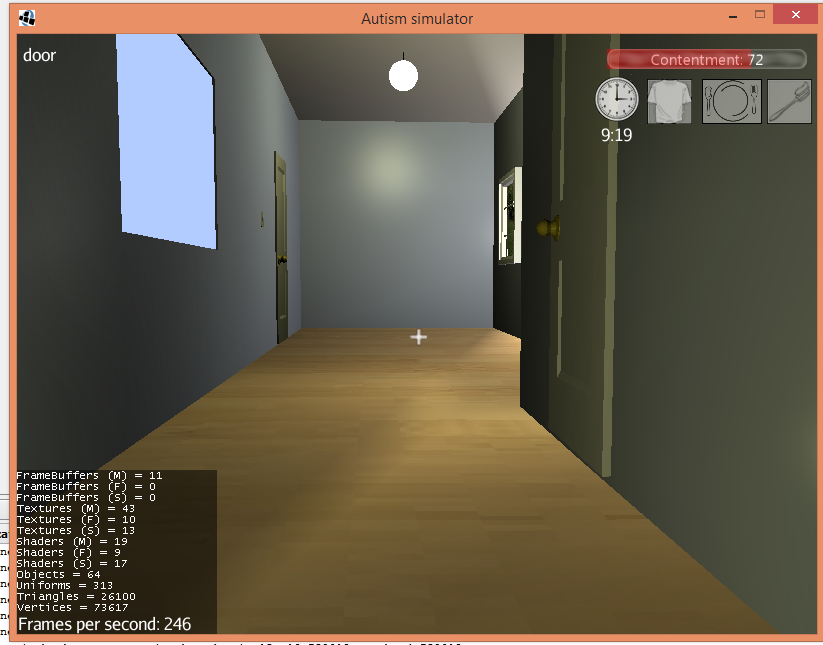 Autism simulator
door
Contentment: 72
9:19
FrameBuffers (M) = 11
FrameBuffers (F) = 0
FrameBuffers (S) = 0
Textures (M) = 43
Textures (F) = 10
Textures (S) = 13
Shaders (M) = 19
Shaders (F) = 9
Shaders (S) = 17
Objects = 64
Uniforms = 313
Triangles = 26100
Vertices = 73617
Frames per second: 246